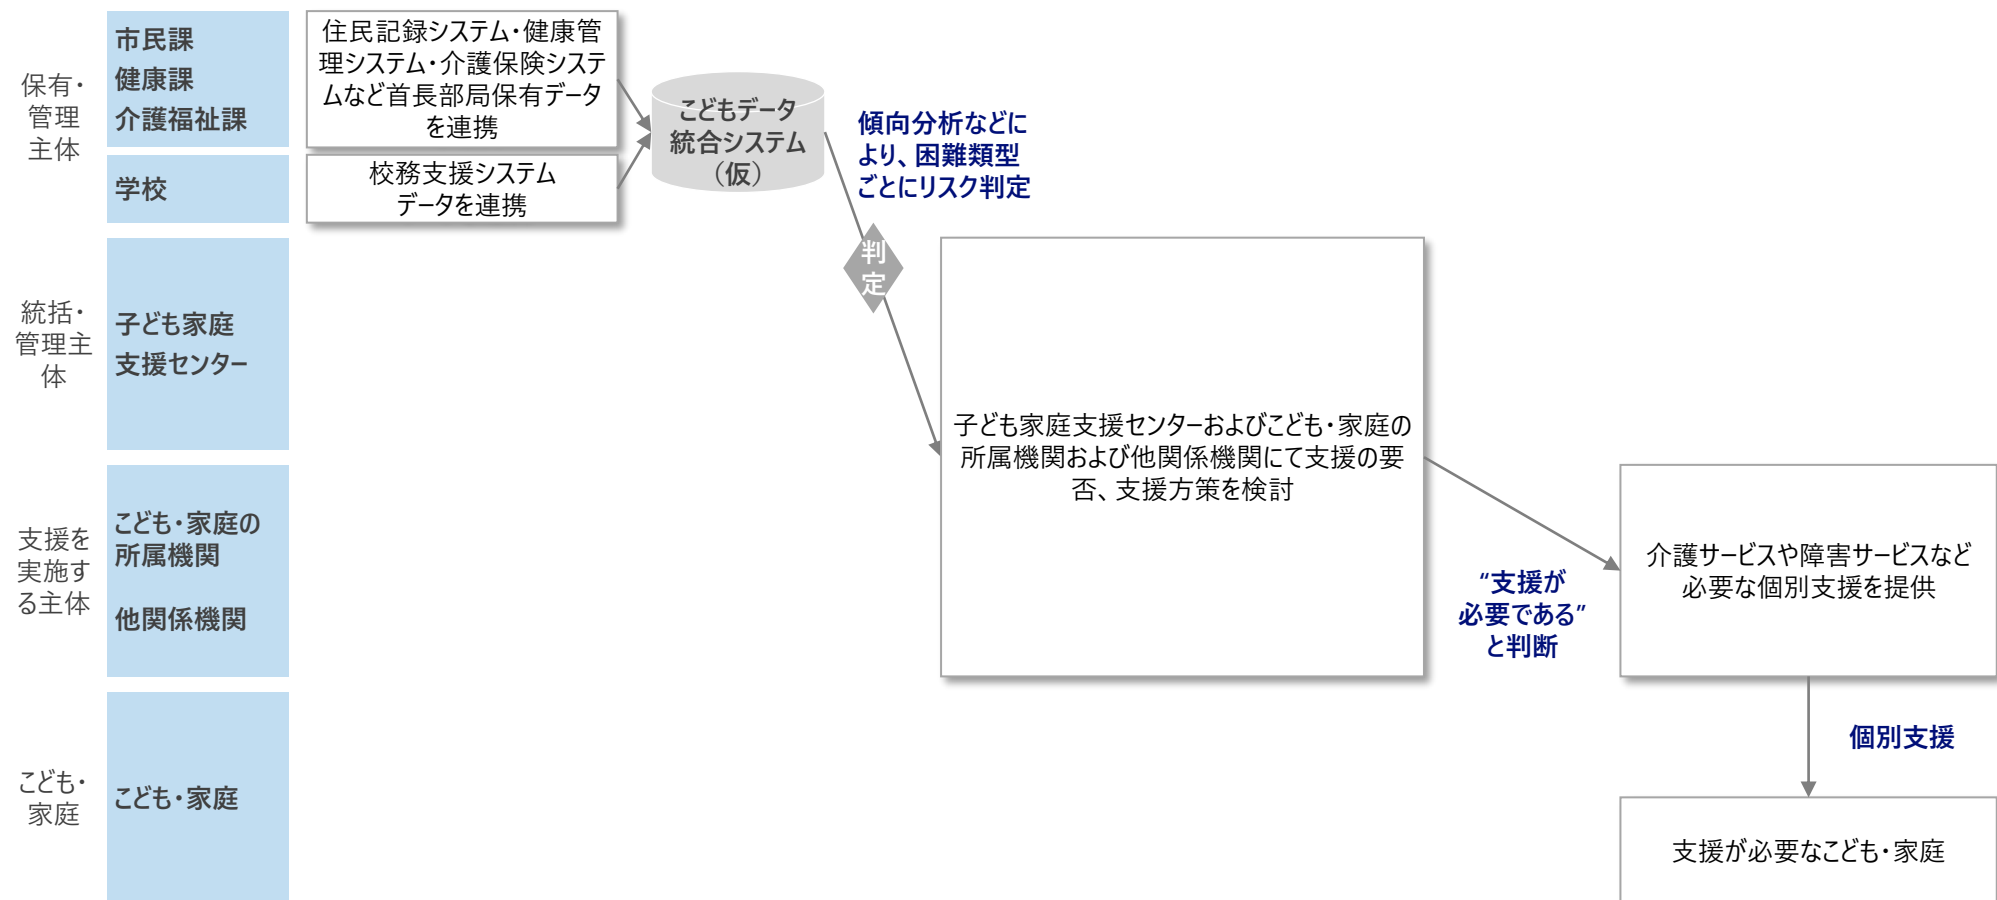 保有・
管理
主体
市民課
健康課
介護福祉課
学校
住民記録システム・健康管
理システム・介護保険システ
ムなど首長部局保有データ
を連携
校務支援システム
データを連携
こどもデータ
統合システム
（仮）
傾向分析などに
より、困難類型
ごとにリスク判定
判
定
統括・
管理主
体
子ども家庭
支援センター
子ども家庭支援センターおよびこども・家庭の
所属機関および他関係機関にて支援の要
否、支援方策を検討
支援を
実施す
る主体
こども・家庭の
所属機関
他関係機関
“支援が
必要である”
と判断
介護サービスや障害サービスなど
必要な個別支援を提供
個別支援
こども・
家庭
こども・家庭
支援が必要なこども・家庭